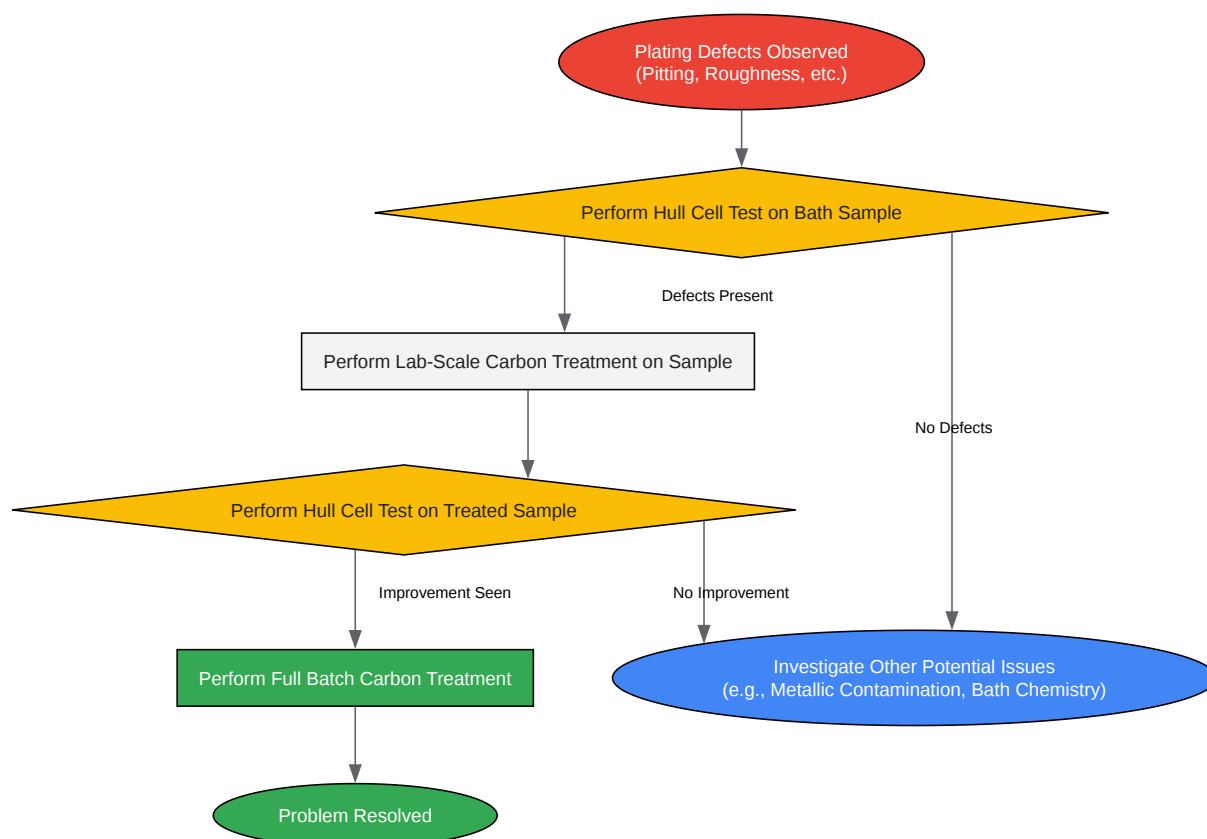 Plating Defects Observed
(Pitting, Roughness, etc.)
Perform Hull Cell Test on Bath Sample
Defects Present
Perform Lab-Scale Carbon Treatment on Sample
No Defects
Perform Hull Cell Test on Treated Sample
Improvement Seen
No Improvement
Perform Full Batch Carbon Treatment
Investigate Other Potential Issues
(e.g., Metallic Contamination, Bath Chemistry)
Problem Resolved